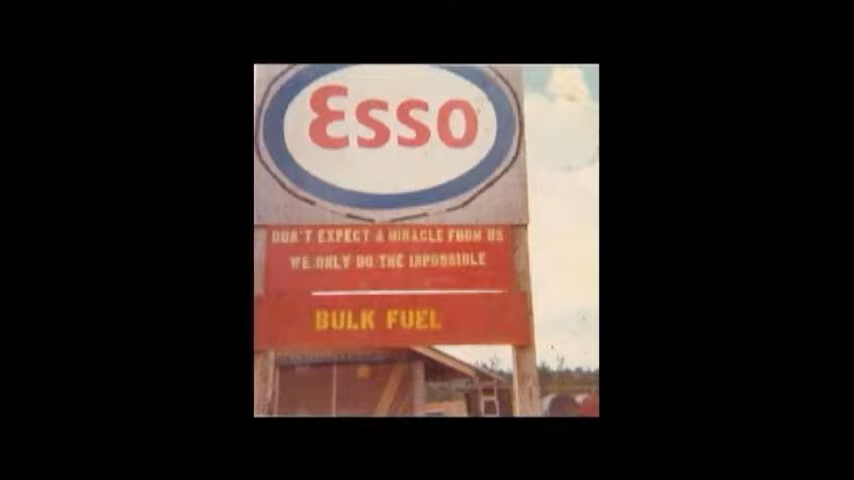 Esso
DON'T EXPECT A MIRACLE FROM US
WE ONLY DO THE IMPOSSIBLE
BULK FUEL